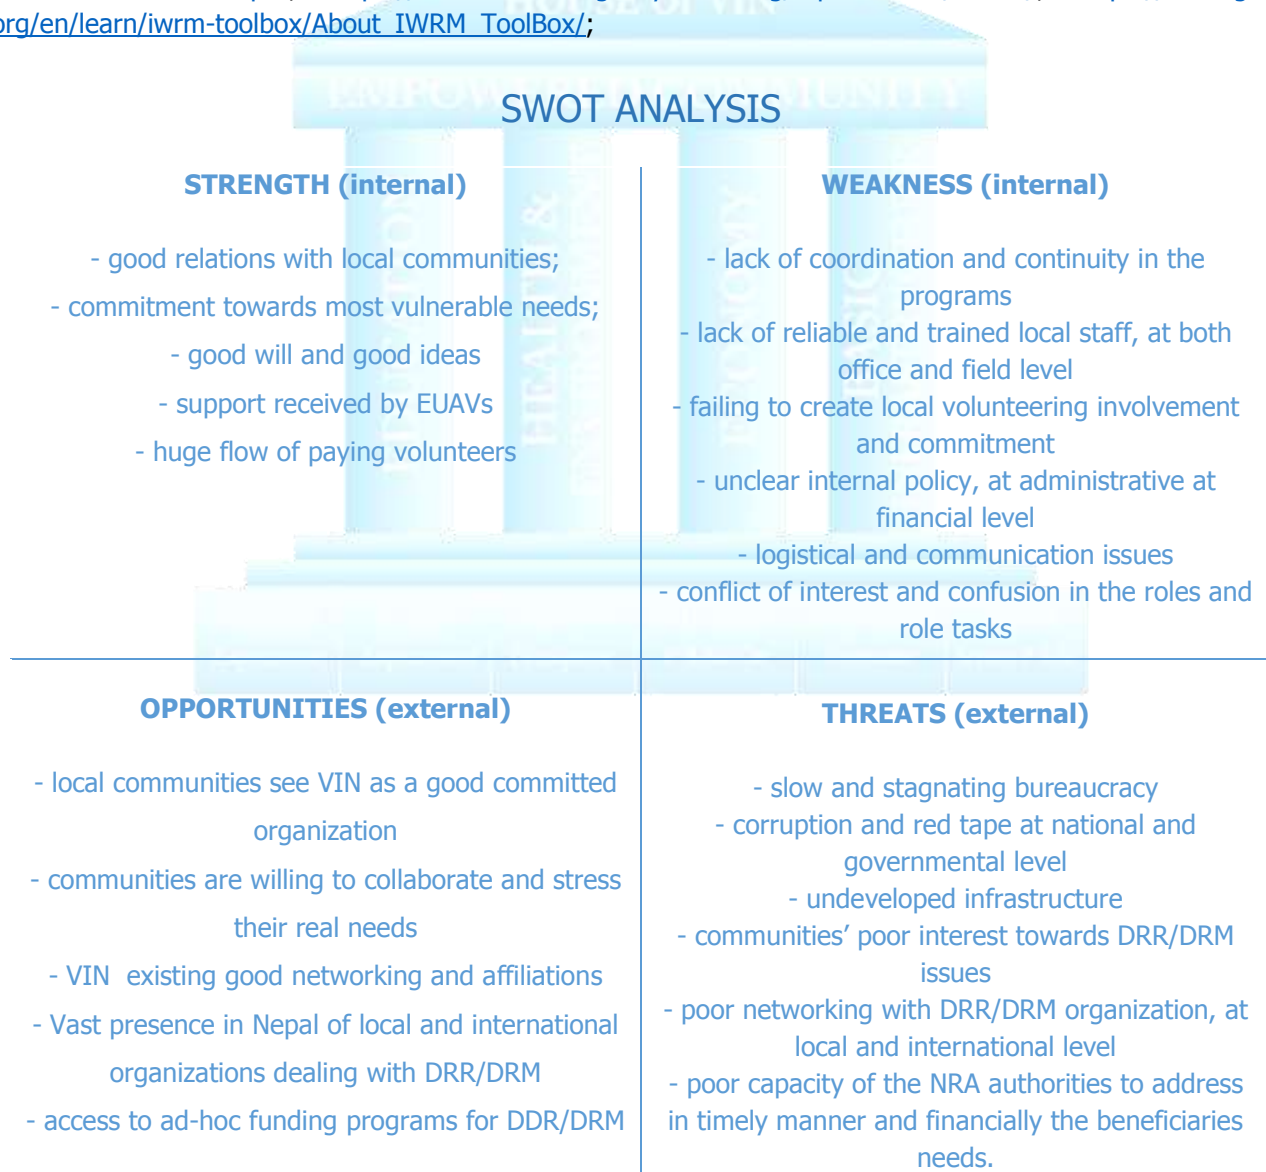 HOUSE OF VIN
org/en/learn/iwrm-toolbox/About_IWRM_ToolBox/;
EMPOWERED COMMUNITY
SWOT ANALYSIS
STRENGTH (internal)
- good relations with local communities;
- commitment towards most vulnerable needs;
- good will and good ideas
- support received by EUAVs
- huge flow of paying volunteers
WEAKNESS (internal)
- lack of coordination and continuity in the
programs
- lack of reliable and trained local staff, at both
office and field level
- failing to create local volunteering involvement
and commitment
- unclear internal policy, at administrative at
financial level
- logistical and communication issues
- conflict of interest and confusion in the roles and
role tasks
EDUCATION
HEALTH &
ECONOMY
OPPORTUNITIES (external)
- local communities see VIN as a good committed
organization
- communities are willing to collaborate and stress
their real needs
- VIN  existing good networking and affiliations
- Vast presence in Nepal of local and international
organizations dealing with DRR/DRM
- access to ad-hoc funding programs for DDR/DRM
THREATS (external)
- slow and stagnating bureaucracy
- corruption and red tape at national and
governmental level
- undeveloped infrastructure
- communities’ poor interest towards DRR/DRM
issues
- poor networking with DRR/DRM organization, at
local and international level
- poor capacity of the NRA authorities to address
in timely manner and financially the beneficiaries
needs.